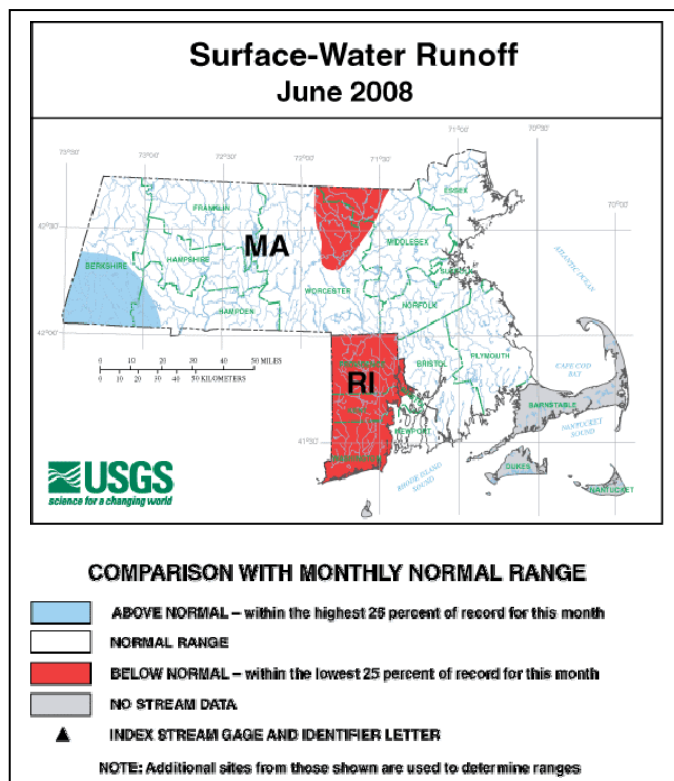 Surface-Water Runoff
June 2008
73°30'
73°00'
72°30'
72°00'
71°30'
71°00'
70°30'
70°00'
42°30'
42°00'
41°30'
ESSEX
FRANKLIN
MIDDLESEX
MA
BERKSHIRE
HAMPSHIRE
ATLANTIC OCEAN
WORCESTER
HAMPDEN
NORFOLK
BRISTOL
PLYMOUTH
CAPE COD
BAY
0 10 20 30 40 50 MILES
0 10 20 30 40 50 KILOMETERS
RI
BARNSTABLE
NEWPORT
NANTUCKET
SOUND
DUKES
NANTUCKET
RHODE ISLAND
SOUND
USGS
science for a changing world
COMPARISON WITH MONTHLY NORMAL RANGE
ABOVE NORMAL – within the highest 25 percent of record for this month
NORMAL RANGE
BELOW NORMAL – within the lowest 25 percent of record for this month
NO STREAM DATA
INDEX STREAM GAGE AND IDENTIFIER LETTER
NOTE: Additional sites from those shown are used to determine ranges